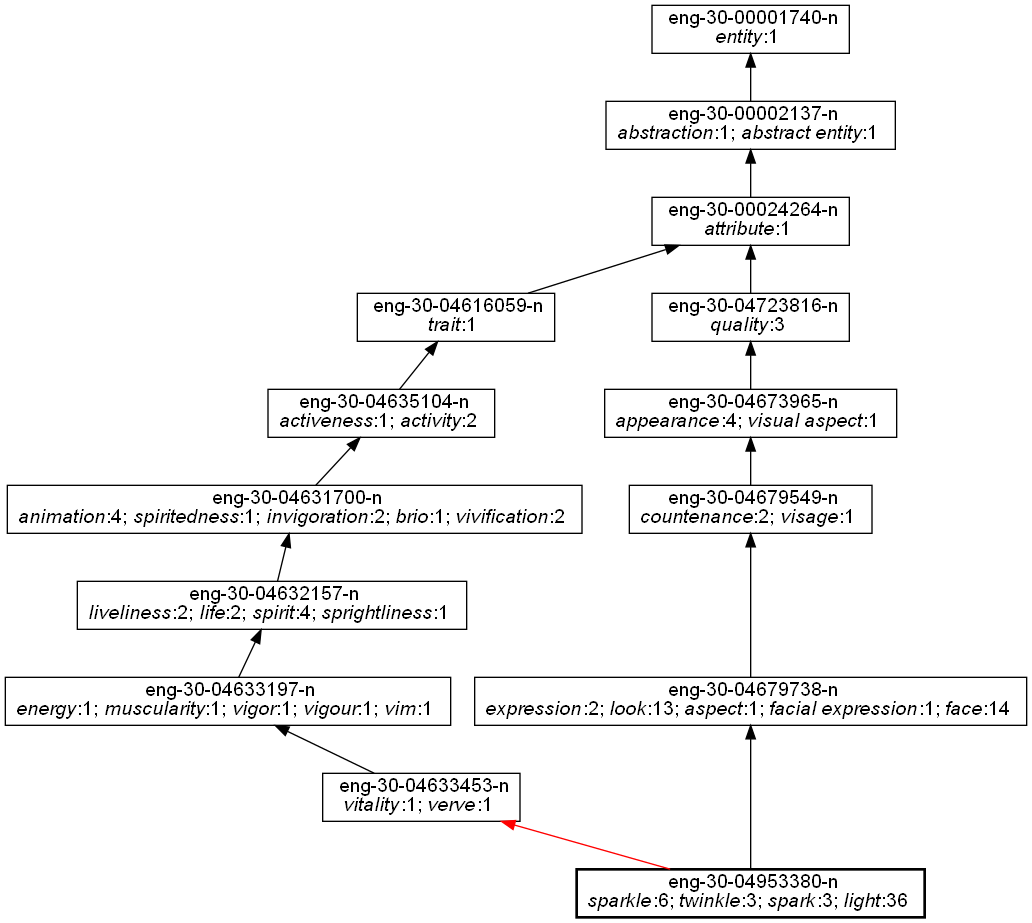 eng-30-00001740-n
entity:1
eng-30-00002137-n
abstraction:1; abstract entity:1
eng-30-00024264-n
attribute:1
eng-30-04616059-n
trait:1
eng-30-04723816-n
quality:3
eng-30-04635104-n
activeness:1; activity:2
eng-30-04673965-n
appearance:4; visual aspect:1
eng-30-04631700-n
animation:4; spiritedness:1; invigoration:2; brio:1; vivification:2
eng-30-04679549-n
countenance:2; visage:1
eng-30-04632157-n
liveliness:2; life:2; spirit:4; sprightliness:1
eng-30-04633197-n
energy:1; muscularity:1; vigor:1; vigour:1; vim:1
eng-30-04679738-n
expression:2; look:13; aspect:1; facial expression:1; face:14
eng-30-04633453-n
vitality:1; verve:1
eng-30-04953380-n
sparkle:6; twinkle:3; spark:3; light:36